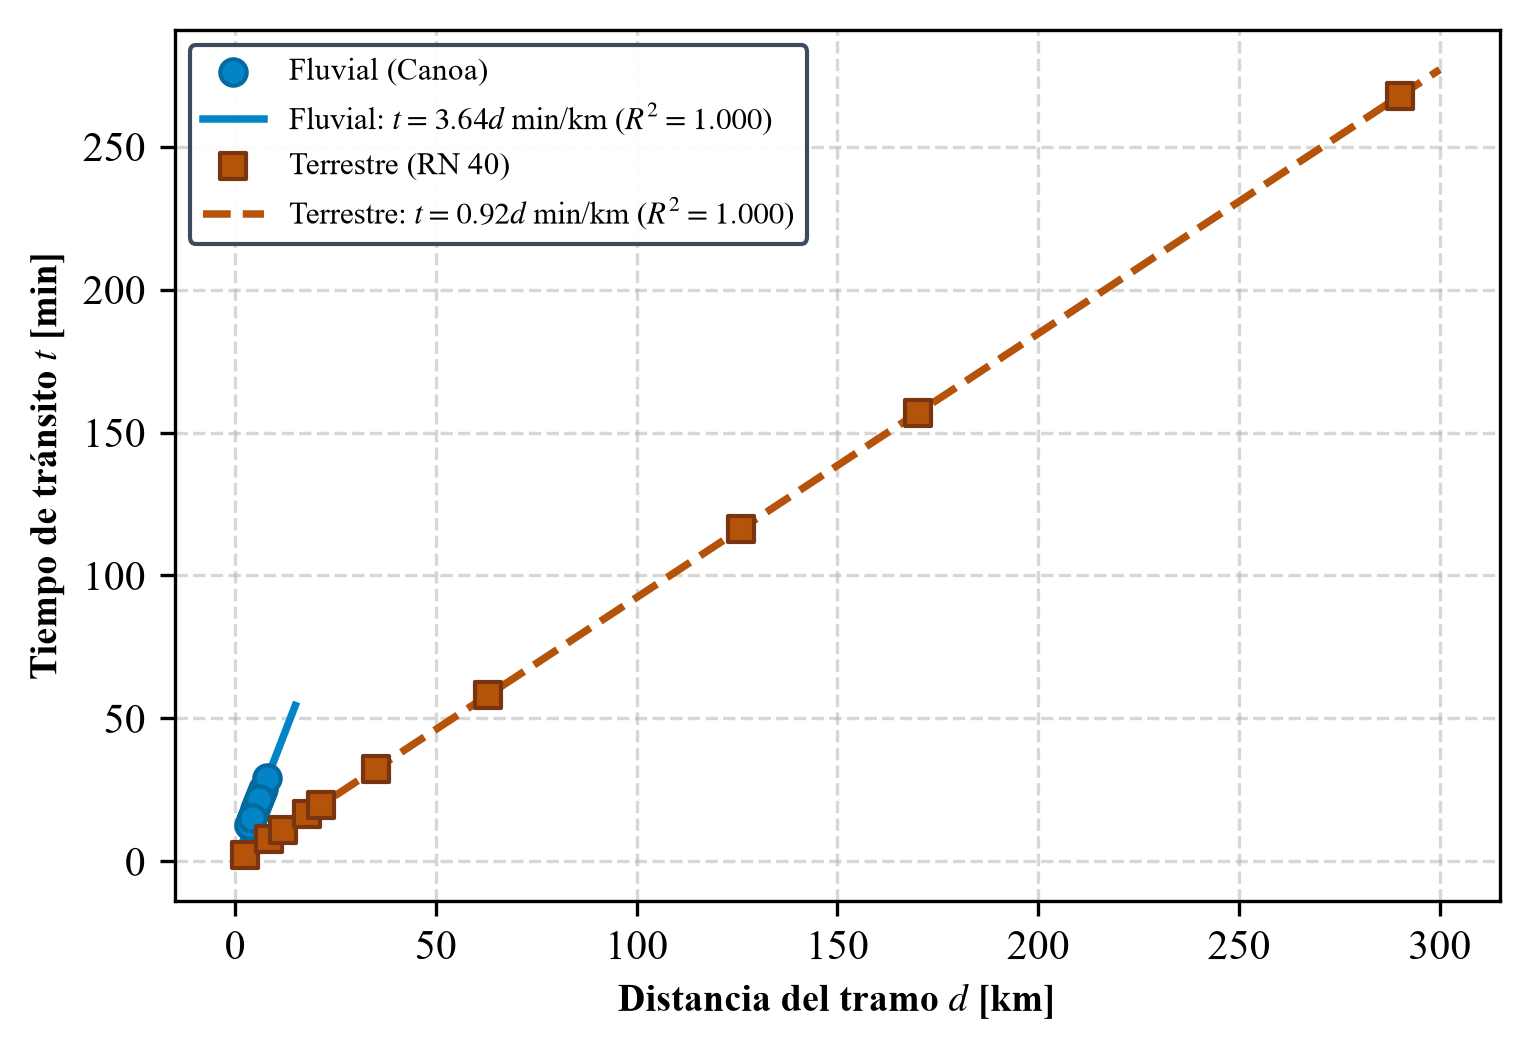 Fluvial (Canoa)
Fluvial: t = 3.64d min/km (R² = 1.000)
Terrestre (RN 40)
Terrestre: t = 0.92d min/km (R² = 1.000)
250
200
150
100
50
0
Tiempo de tránsito t [min]
0 50 100 150 200 250 300
Distancia del tramo d [km]